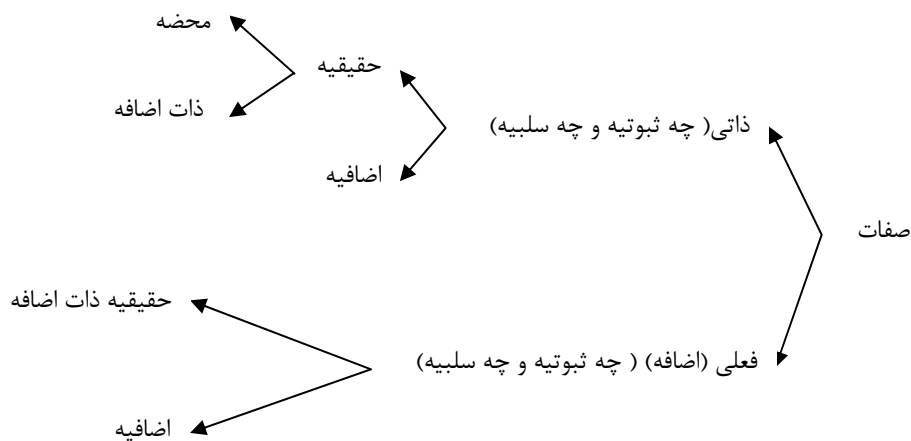 محضه
حقیقیه
ذات اضافه
ذاتی( چه ثبوتیه و چه سلبیه)
اضافیه
صفات
حقیقیه ذات اضافه
فعلی (اضافه) ( چه ثبوتیه و چه سلبیه)
اضافیه